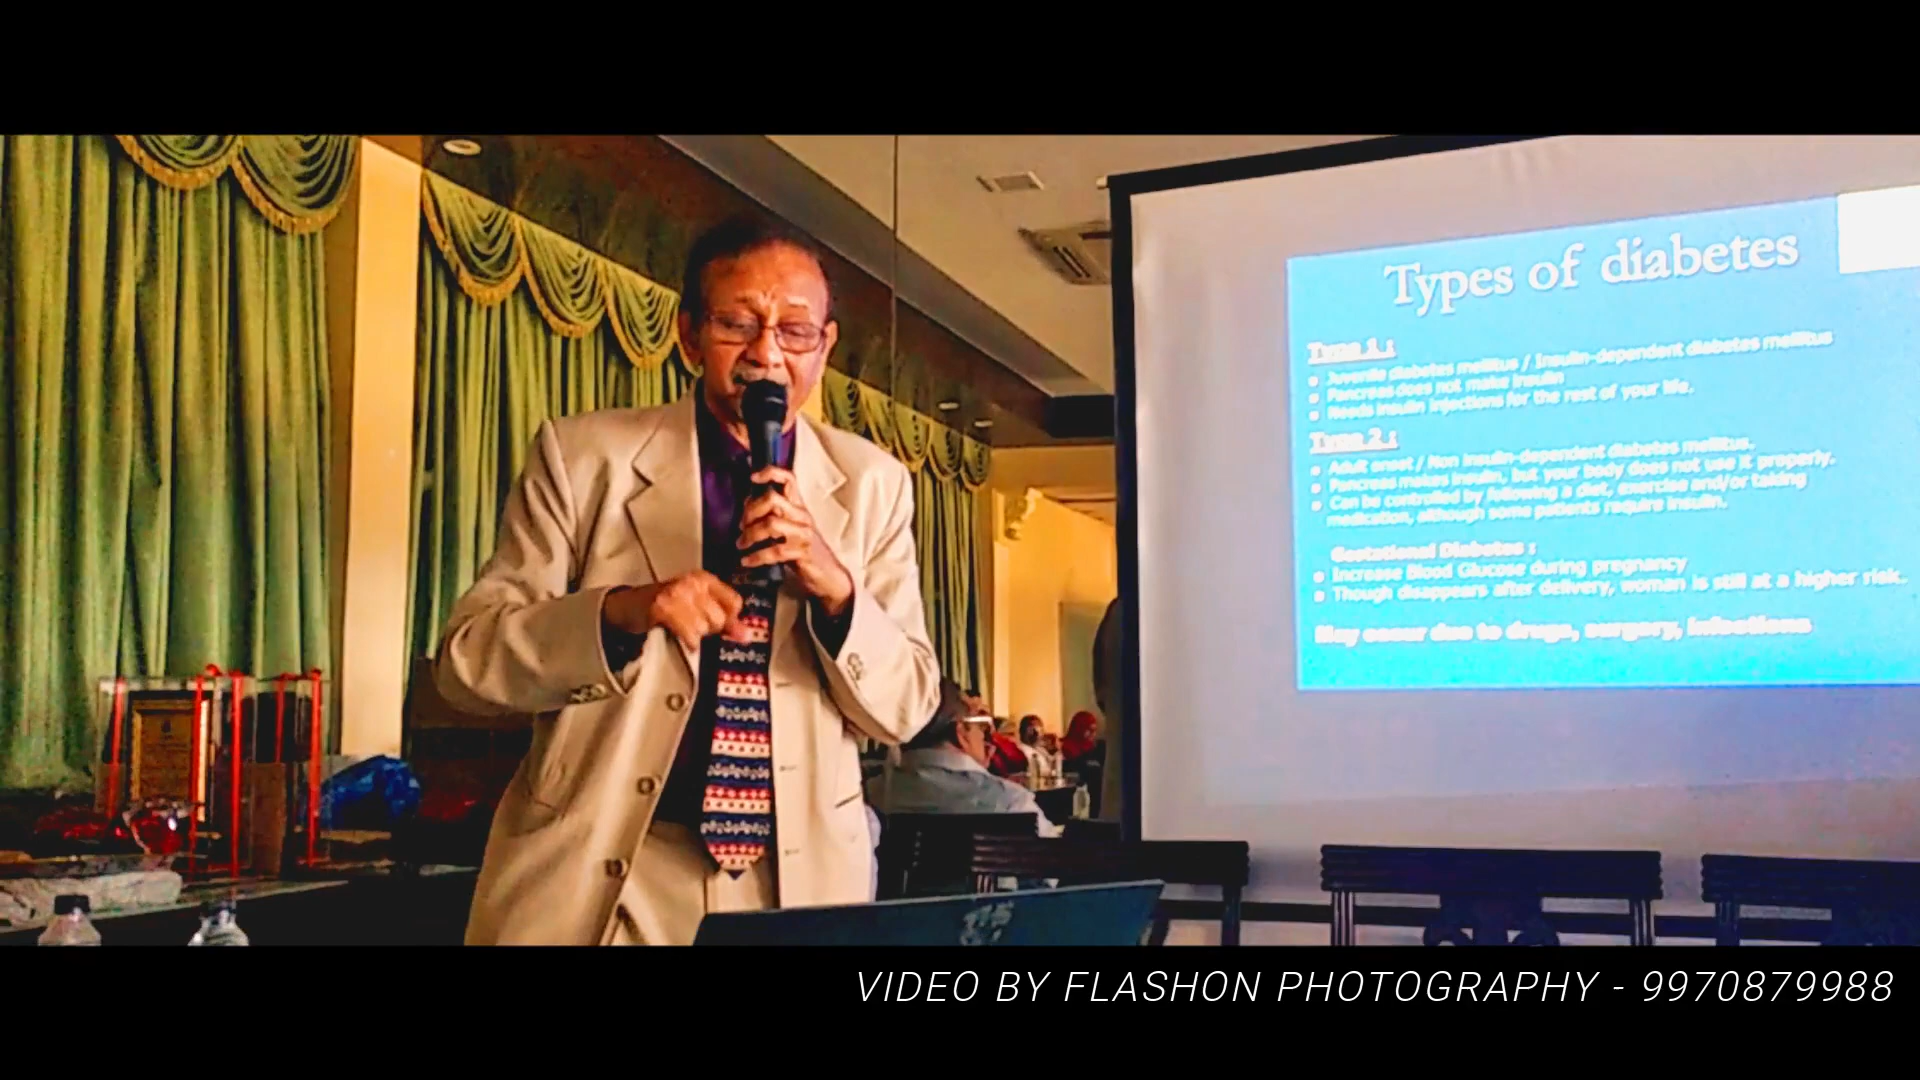 Types of diabetes
Type 1 :
Juvenile diabetes mellitus / Insulin-dependent diabetes mellitus
Pancreas does not make insulin
Needs insulin injections for the rest of your life.
Type 2 :
Adult onset / Non insulin-dependent diabetes mellitus.
Pancreas makes insulin, but your body does not use it properly.
Can be controlled by following a diet, exercise and/or taking
medication, although some patients require insulin.
Gestational Diabetes :
Increase Blood Glucose during pregnancy
Though disappears after delivery, woman is still at a higher risk.
May occur due to drugs, surgery, infections
VIDEO BY FLASHON PHOTOGRAPHY - 9970879988